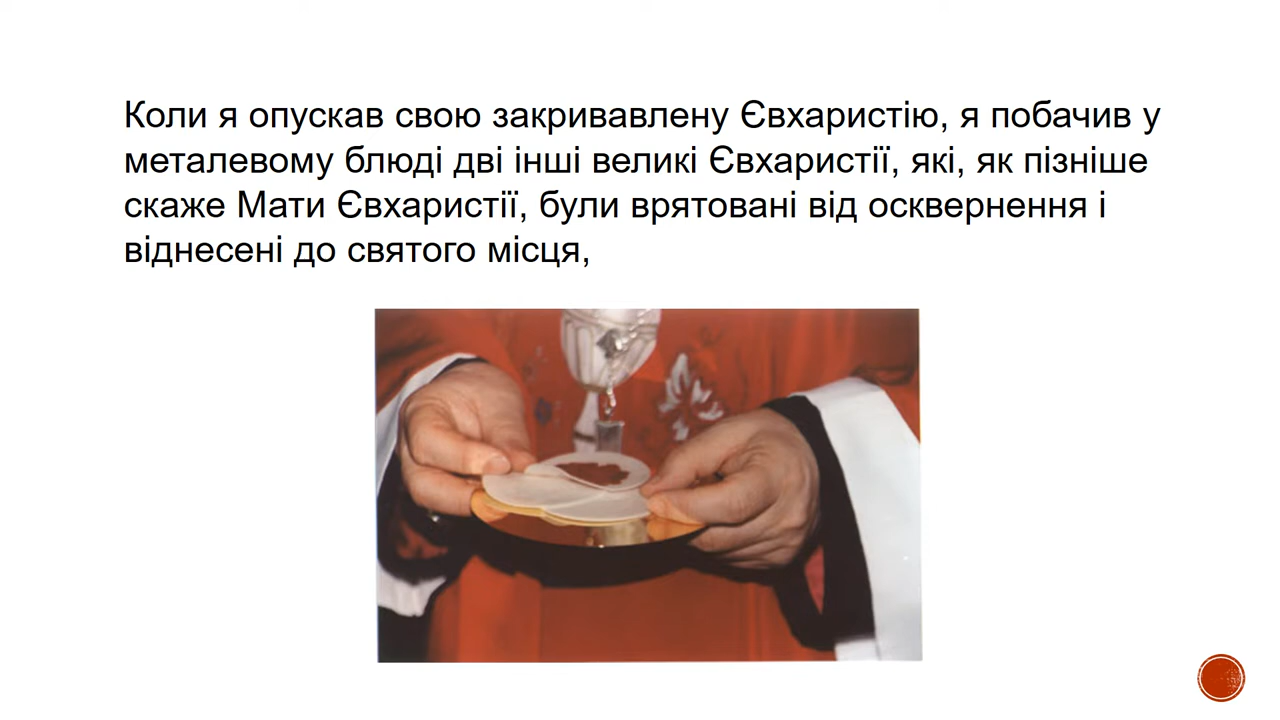 Коли я опускав свою закривавлену Євхаристію, я побачив у
металевому блюді дві інші великі Євхаристії, які, як пізніше
скаже Мати Євхаристії, були врятовані від осквернення і
віднесені до святого місця,